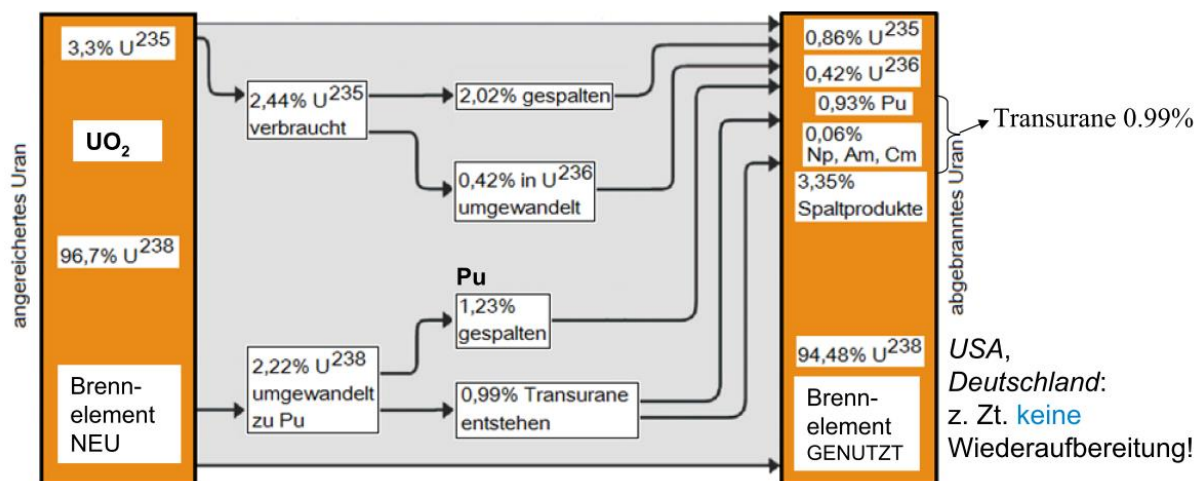 angereichertes Uran
3,3% U²³⁵
UO₂
96,7% U²³⁸
Brenn-
element
NEU
2,44% U²³⁵
verbraucht
2,02% gespalten
0,42% in U²³⁶
umgewandelt
2,22% U²³⁸
umgewandelt
zu Pu
Pu
1,23%
gespalten
0,99% Transurane
entstehen
0,86% U²³⁵
0,42% U²³⁶
0,93% Pu
0,06%
Np, Am, Cm
3,35%
Spaltprodukte
94,48% U²³⁸
Brenn-
element
GENUTZT
abgebranntes Uran
Transurane 0.99%
USA,
Deutschland:
z. Zt. keine
Wiederaufbereitung!